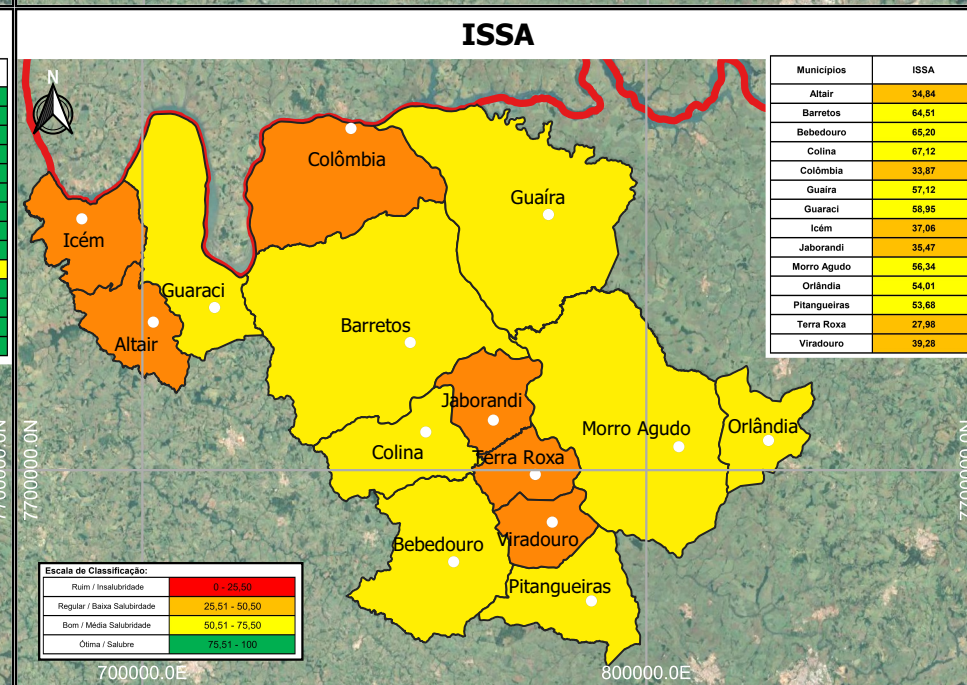 ISSA
N
Municípios ISSA
Altair 34,84
Barretos 64,51
Bebedouro 65,20
Colina 67,12
Colômbia 33,87
Guaíra 57,12
Guaraci 58,95
Icém 37,06
Jaborandi 35,47
Morro Agudo 56,34
Orlândia 54,01
Pitangueiras 53,68
Terra Roxa 27,98
Viradouro 39,28
Colômbia
Guaíra
Icém
Guaraci
Barretos
Altair
Jaborandi
Morro Agudo
Orlândia
Colina
Terra Roxa
Bebedouro
Viradouro
Pitangueiras
7700000.0N
7700000.0N
7700000.0N
Escala de Classificação:
Ruim / Insalubridade 0 - 25,50
Regular / Baixa Salubirdade 25,51 - 50,50
Bom / Média Salubridade 50,51 - 75,50
Ótima / Salubre 75,51 - 100
700000.0E
800000.0E